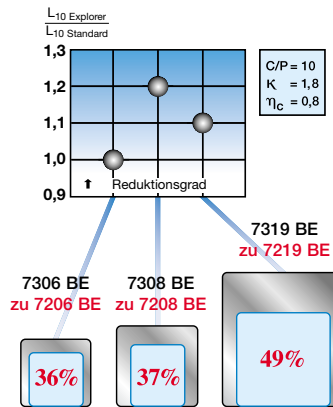 L10 Explorer
L10 Standard
1,3
1,2
1,1
1,0
0,9
C/P = 10
K = 1,8
ηc = 0,8
⬆ Reduktionsgrad
7306 BE
zu 7206 BE
7308 BE
zu 7208 BE
7319 BE
zu 7219 BE
36%
37%
49%